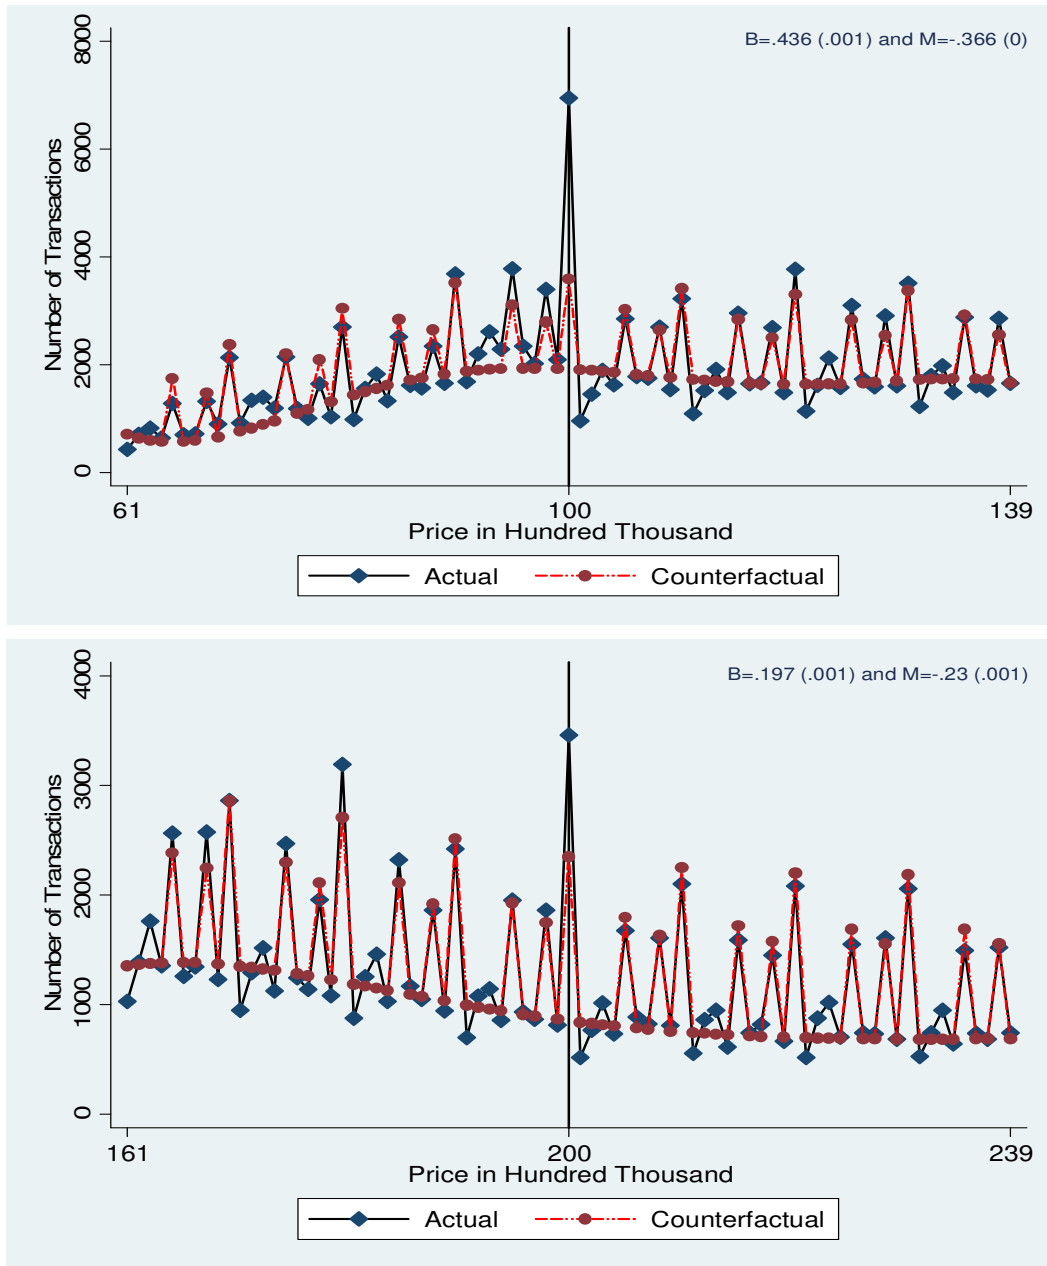 B=.436 (.001) and M=-.366 (0)
Number of Transactions
8000
6000
4000
2000
0
61
100
139
Price in Hundred Thousand
Actual
Counterfactual
B=.197 (.001) and M=-.23 (.001)
Number of Transactions
4000
3000
2000
1000
0
161
200
239
Price in Hundred Thousand
Actual
Counterfactual